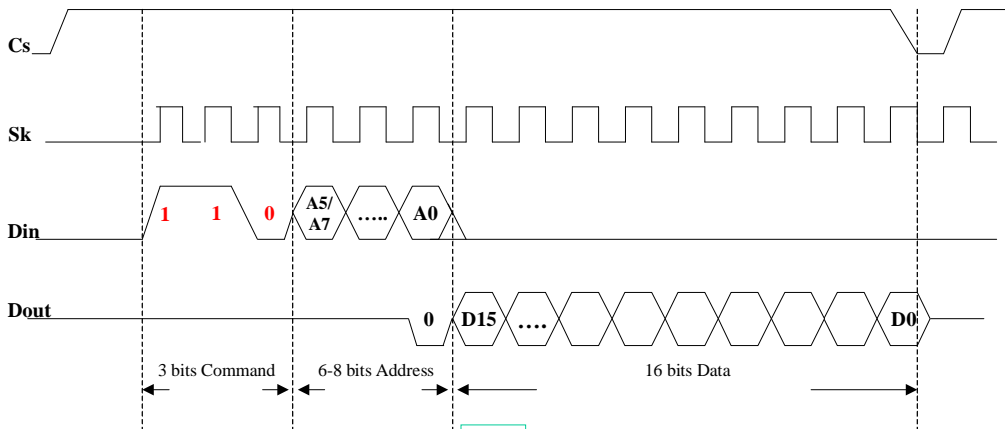 Cs
Sk
Din
1 1 0 A5/ A7 ….. A0
Dout
0 D15 …. D0
3 bits Command 6-8 bits Address 16 bits Data